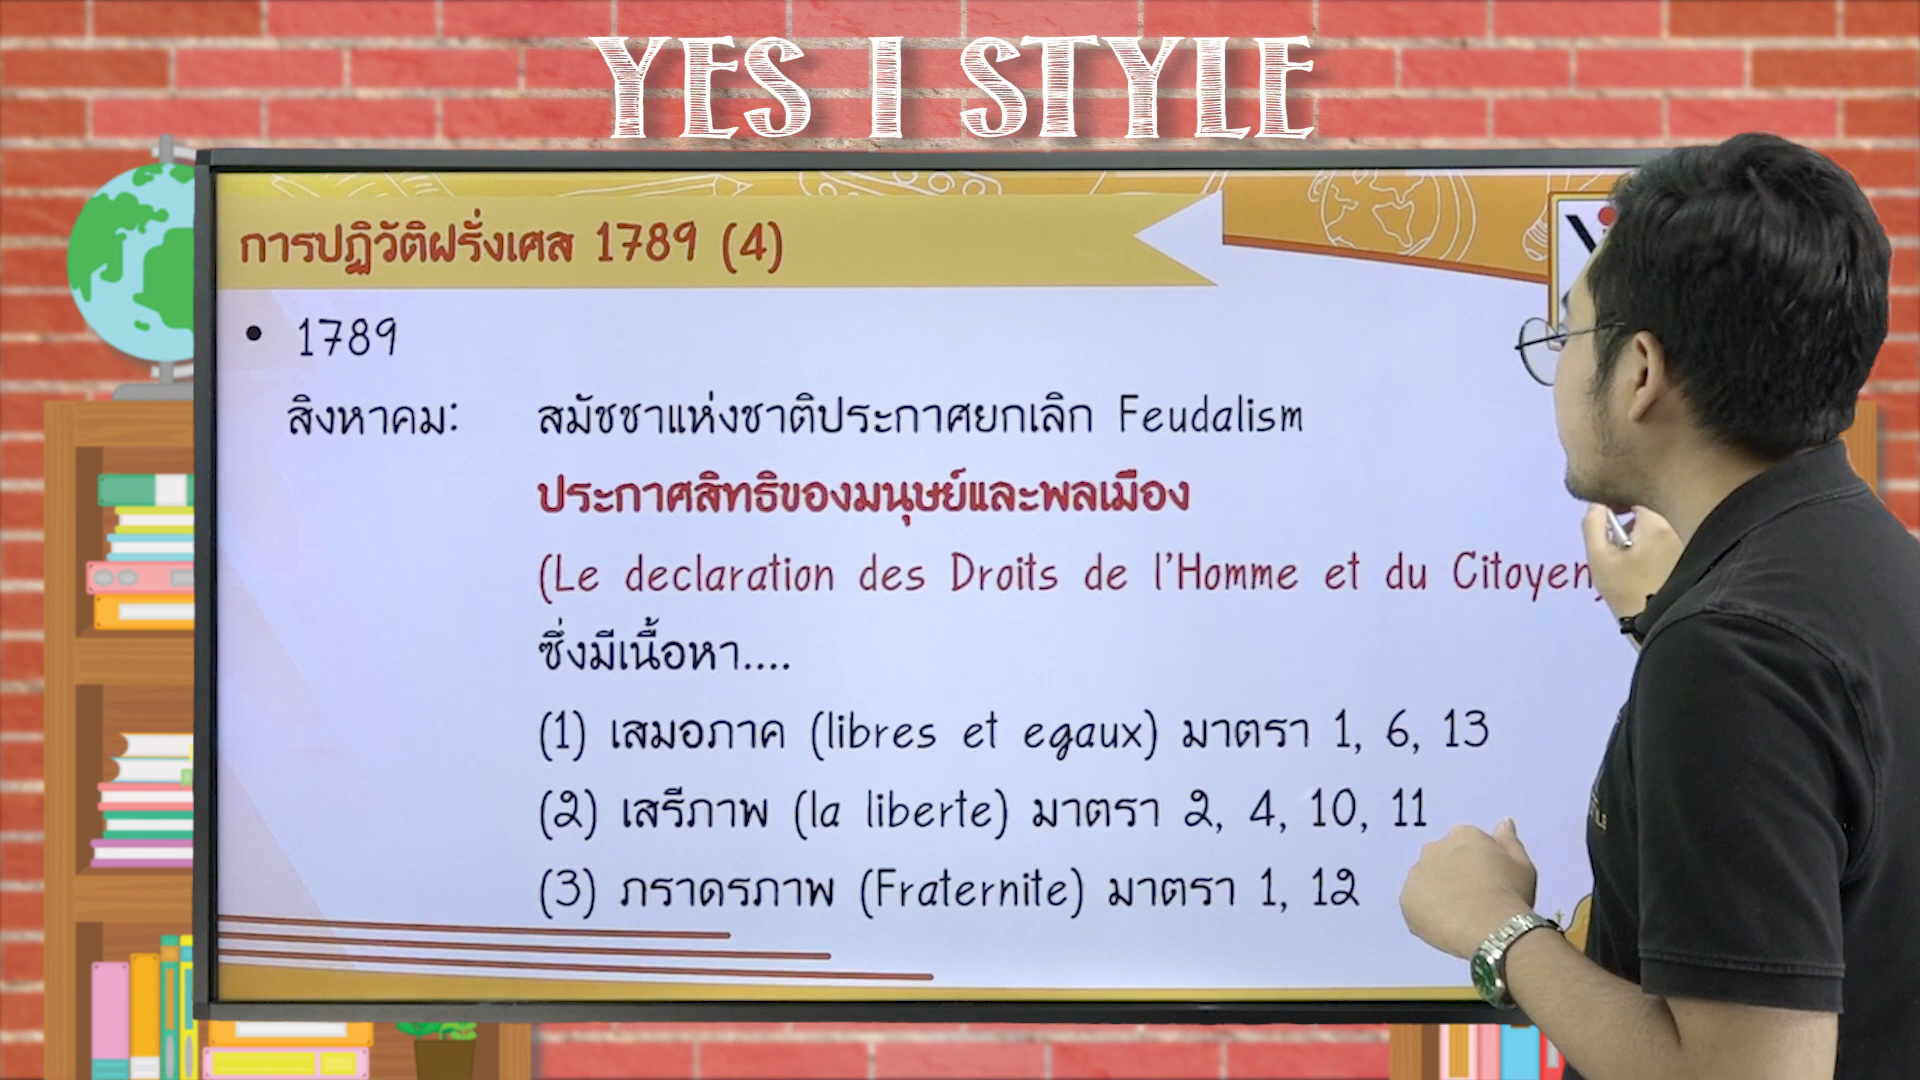 YES I STYLE
การปฏิวัติฝรั่งเศส 1789 (4)
• 1789
สิงหาคม: สมัชชาแห่งชาติประกาศยกเลิก Feudalism
ประกาศสิทธิของมนุษย์และพลเมือง
(Le declaration des Droits de l'Homme et du Citoyen)
ซึ่งมีเนื้อหา....
(1) เสมอภาค (libres et egaux) มาตรา 1, 6, 13
(2) เสรีภาพ (la liberte) มาตรา 2, 4, 10, 11
(3) ภราดรภาพ (Fraternite) มาตรา 1, 12